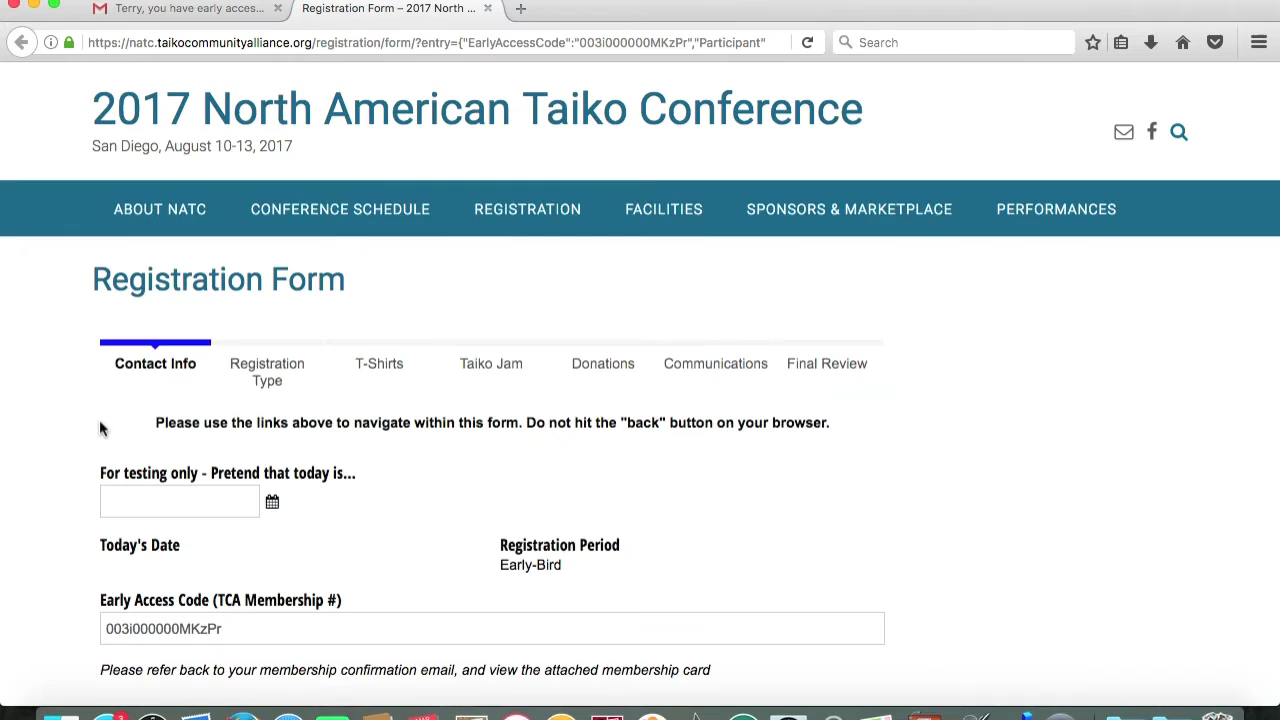 Terry, you have early acces...
Registration Form – 2017 North ...
https://natc.taikocommunityalliance.org/registration/form/?entry={"EarlyAccessCode":"003i000000MKzPr","Participant"
Search
2017 North American Taiko Conference
San Diego, August 10-13, 2017
ABOUT NATC CONFERENCE SCHEDULE REGISTRATION FACILITIES SPONSORS & MARKETPLACE PERFORMANCES
Registration Form
Contact Info Registration Type T-Shirts Taiko Jam Donations Communications Final Review
Please use the links above to navigate within this form. Do not hit the "back" button on your browser.
For testing only - Pretend that today is...
Today's Date
Registration Period
Early-Bird
Early Access Code (TCA Membership #)
003i000000MKzPr
Please refer back to your membership confirmation email, and view the attached membership card